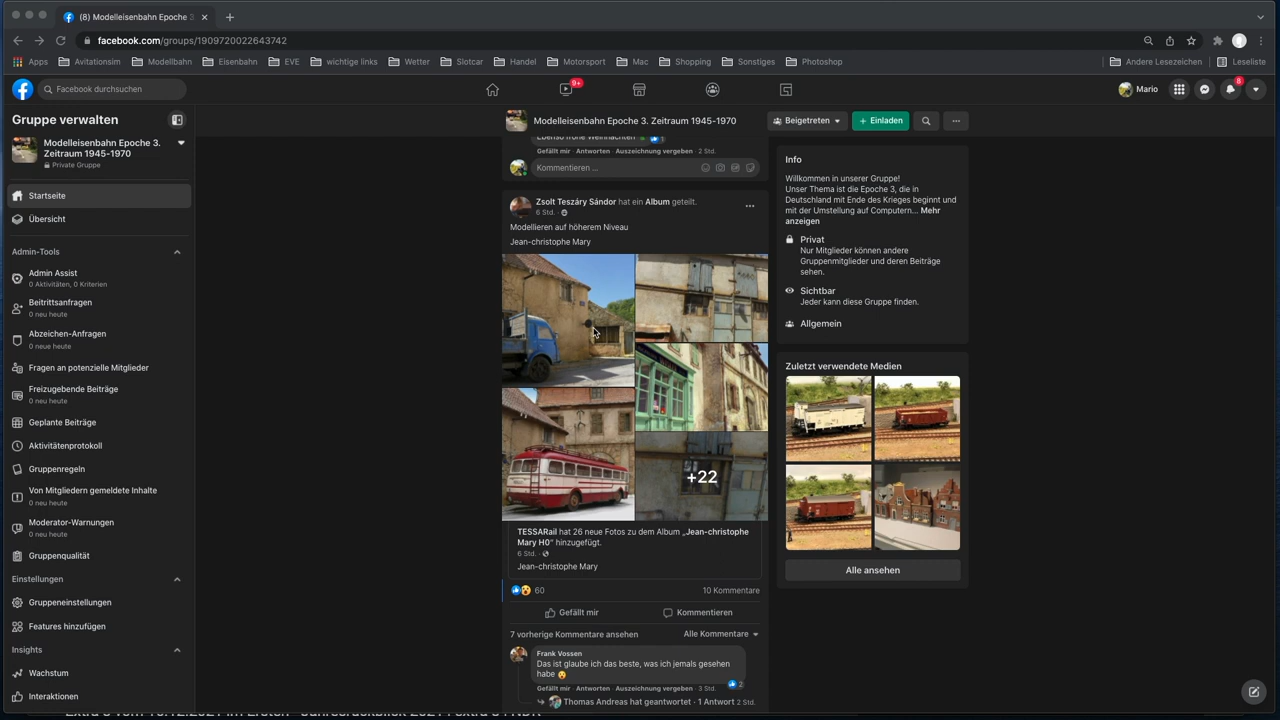 (8) Modelleisenbahn Epoche 3
facebook.com/groups/1909720022643742
Apps Avitationsim Modellbahn Eisenbahn EVE wichtige links Wetter Slotcar Handel Motorsport Mac Shopping Sonstiges Photoshop Andere Lesezeichen Leseliste
Facebook durchsuchen
9+
Mario
8
Gruppe verwalten
Modelleisenbahn Epoche 3.
Zeitraum 1945-1970
Private Gruppe
Startseite
Übersicht
Admin-Tools
Admin Assist
0 Aktivitäten, 0 Kriterien
Beitrittsanfragen
0 neu heute
Abzeichen-Anfragen
0 neue heute
Fragen an potenzielle Mitglieder
Freizugebende Beiträge
0 neu heute
Geplante Beiträge
Aktivitätenprotokoll
Gruppenregeln
Von Mitgliedern gemeldete Inhalte
0 neu heute
Moderator-Warnungen
0 neu heute
Gruppenqualität
Einstellungen
Gruppeneinstellungen
Features hinzufügen
Insights
Wachstum
Interaktionen
Modelleisenbahn Epoche 3. Zeitraum 1945-1970
Beigetreten
+ Einladen
Ebenso frohe Weihnachten 1
Gefällt mir · Antworten · Auszeichnung vergeben · 2 Std.
Kommentieren ...
Zsolt Teszáry Sándor hat ein Album geteilt.
6 Std. ·
Modellieren auf höherem Niveau
Jean-christophe Mary
+22
TESSARail hat 26 neue Fotos zu dem Album „Jean-christophe
Mary H0“ hinzugefügt.
6 Std. ·
Jean-christophe Mary
60
10 Kommentare
Gefällt mir
Kommentieren
7 vorherige Kommentare ansehen
Alle Kommentare
Frank Vossen
Das ist glaube ich das beste, was ich jemals gesehen
habe 😮
2
Gefällt mir · Antworten · Auszeichnung vergeben · 3 Std.
Thomas Andreas hat geantwortet · 1 Antwort 2 Std.
Info
Willkommen in unserer Gruppe!
Unser Thema ist die Epoche 3, die in
Deutschland mit Ende des Krieges beginnt und
mit der Umstellung auf Computern... Mehr
anzeigen
Privat
Nur Mitglieder können andere
Gruppenmitglieder und deren Beiträge
sehen.
Sichtbar
Jeder kann diese Gruppe finden.
Allgemein
Zuletzt verwendete Medien
Alle ansehen